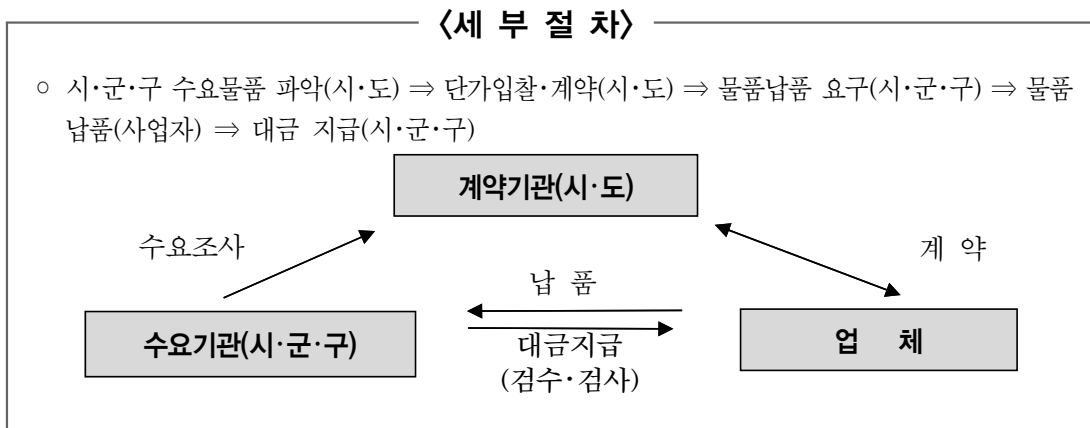 〈세 부 절 차〉
○ 시·군·구 수요물품 파악(시·도) ⇒ 단가입찰·계약(시·도) ⇒ 물품납품 요구(시·군·구) ⇒ 물품
납품(사업자) ⇒ 대금 지급(시·군·구)
계약기관(시·도)
수요조사
계 약
납 품
수요기관(시·군·구)
업 체
대금지급
(검수·검사)